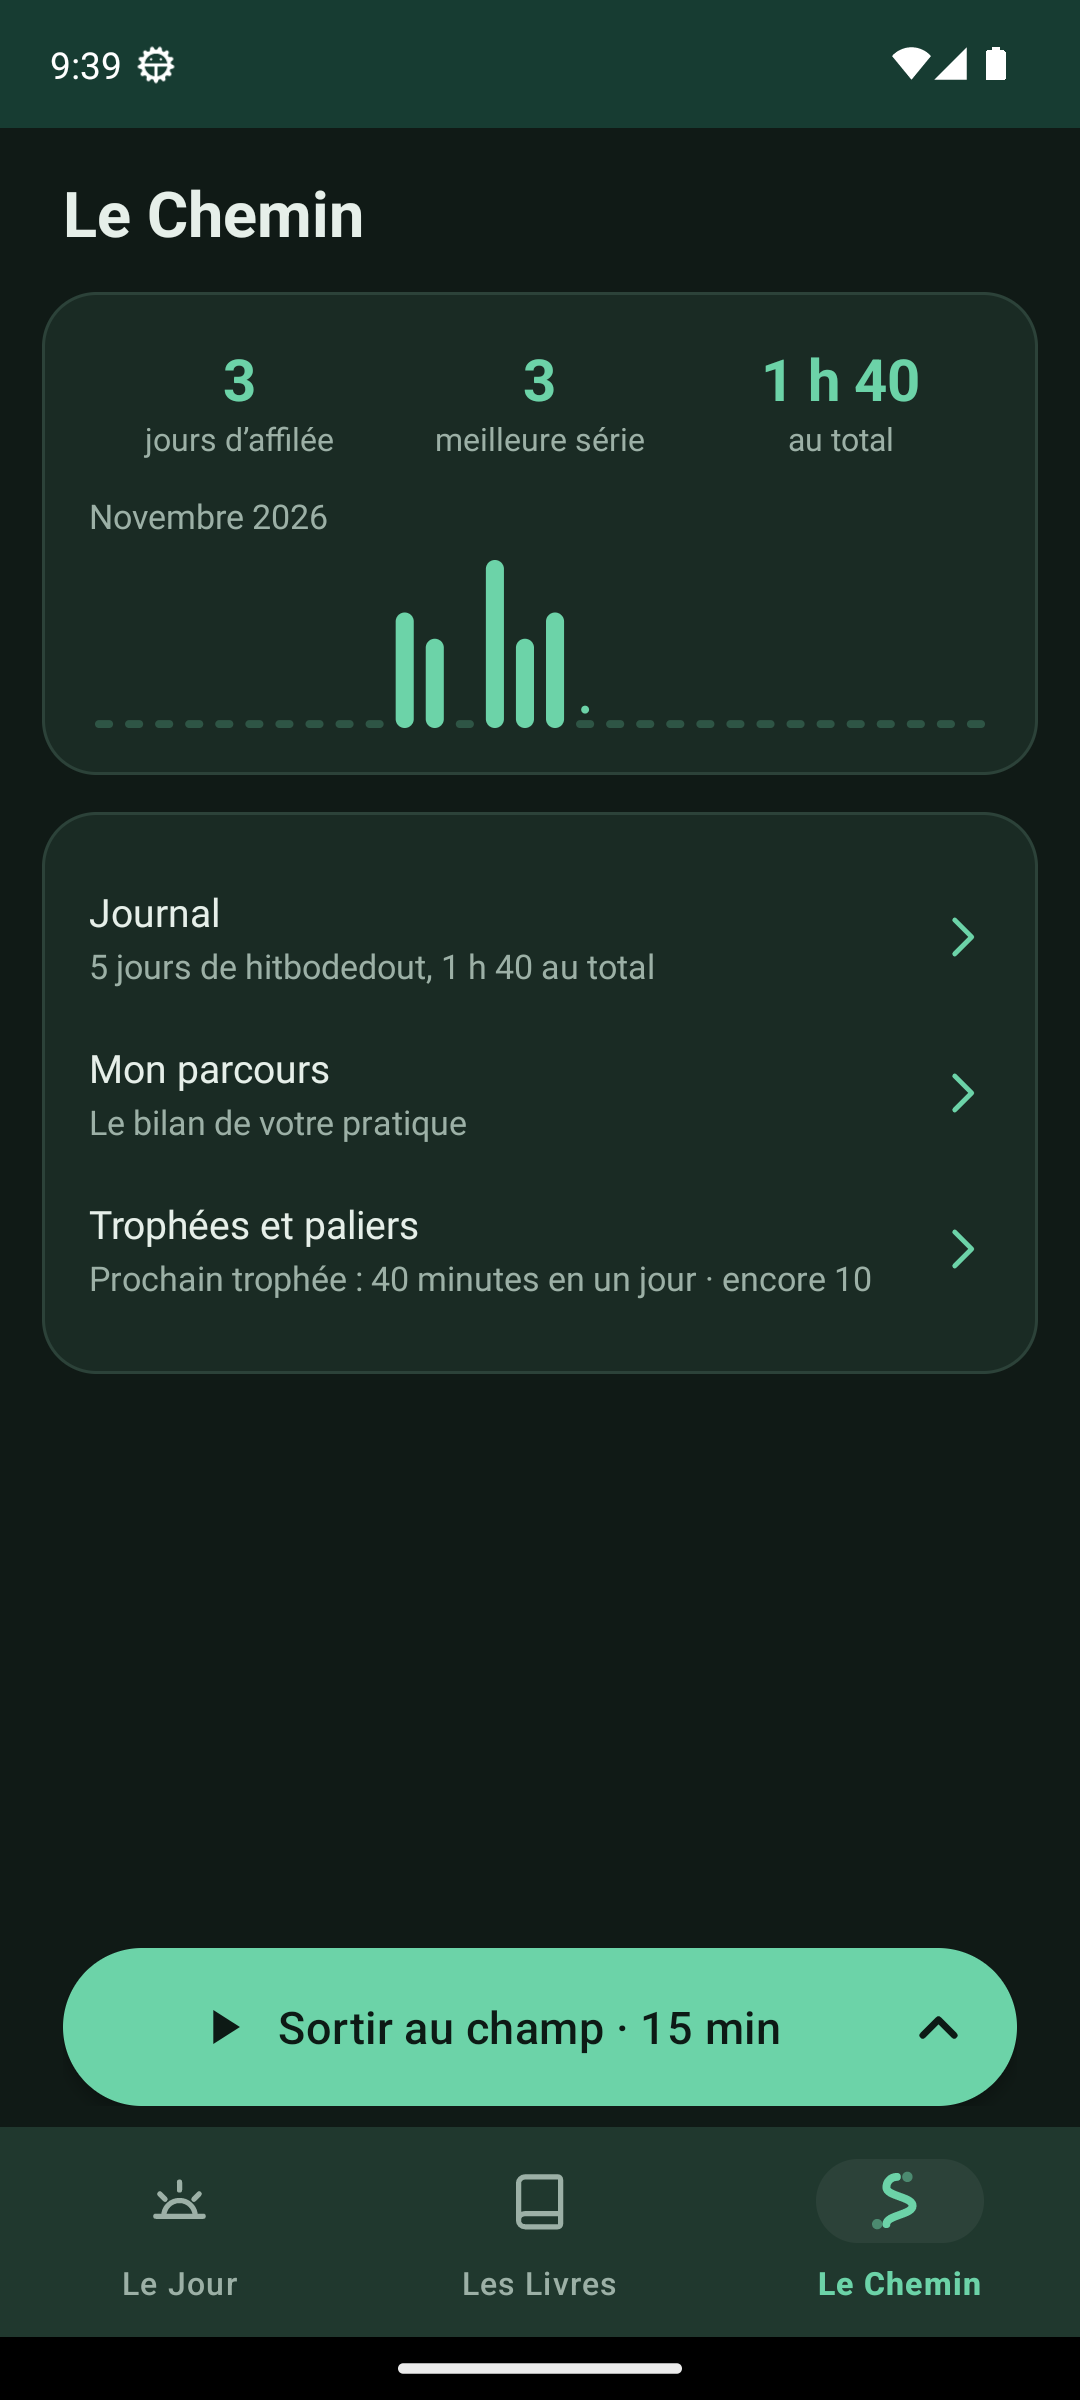 9:39
Le Chemin
3
jours d’affilée
3
meilleure série
1 h 40
au total
Novembre 2026
Journal
5 jours de hitbodedout, 1 h 40 au total
Mon parcours
Le bilan de votre pratique
Trophées et paliers
Prochain trophée : 40 minutes en un jour · encore 10
Sortir au champ · 15 min
Le Jour
Les Livres
Le Chemin